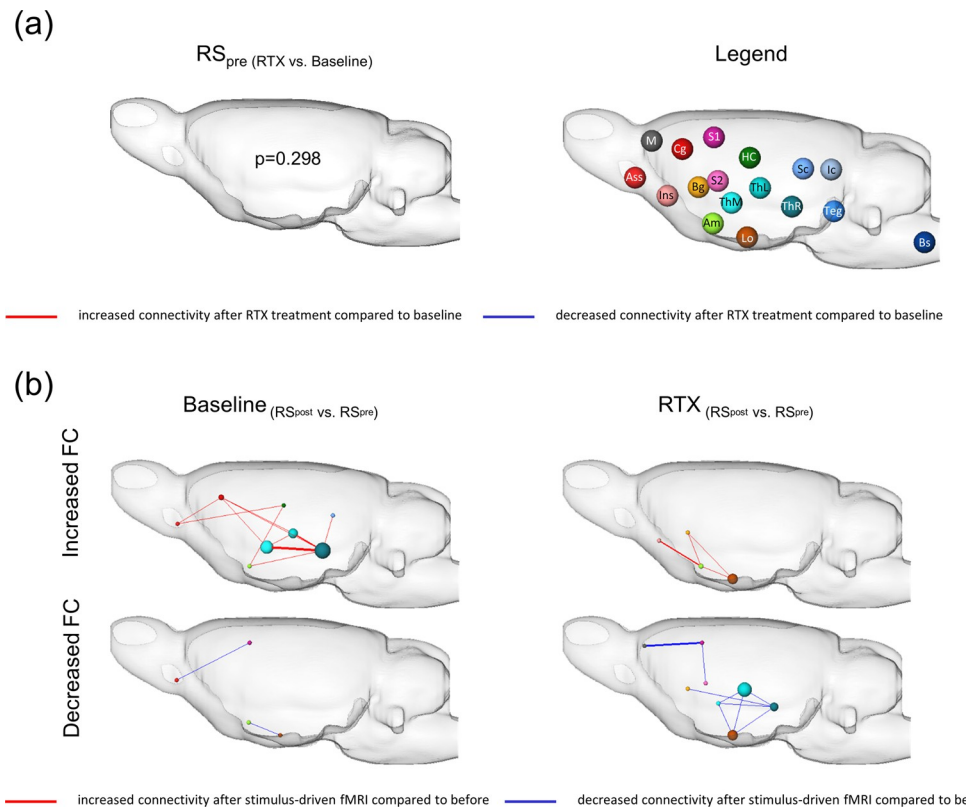 (a)
RSpre (RTX vs. Baseline)
Legend
p=0.298
M
S1
Cg
HC
Ass
Ins
Bg
S2
ThL
Sc
Ic
ThM
ThR
Teg
Am
Lo
Bs
increased connectivity after RTX treatment compared to baseline
decreased connectivity after RTX treatment compared to baseline
(b)
Baseline (RSpost vs. RSpre)
RTX (RSpost vs. RSpre)
Increased FC
Decreased FC
increased connectivity after stimulus-driven fMRI compared to before
decreased connectivity after stimulus-driven fMRI compared to be